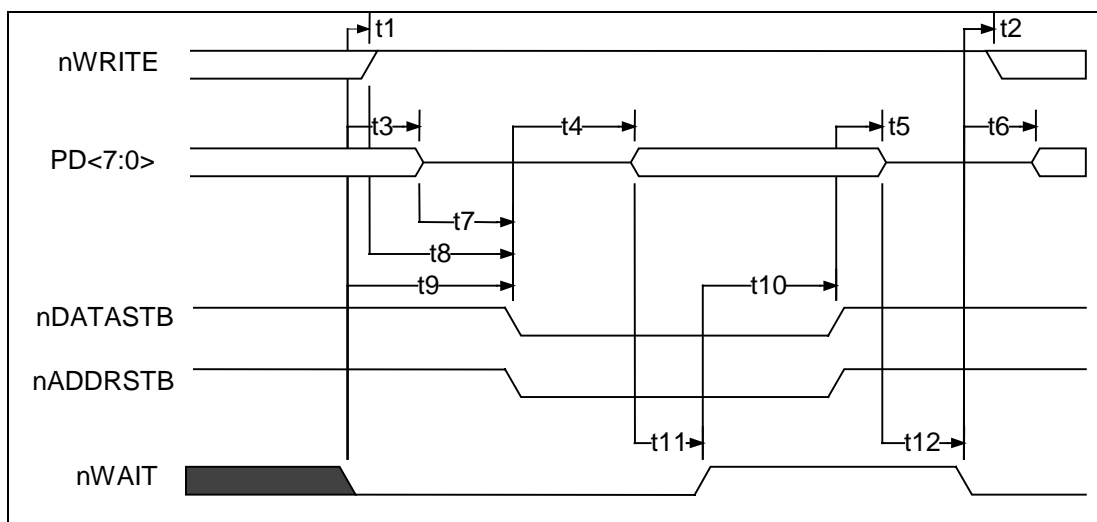 t1 t2
nWRITE
t3 t4 t5 t6
PD<7:0>
t7
t8
t9 t10
nDATASTB
nADDRSTB
t11 t12
nWAIT